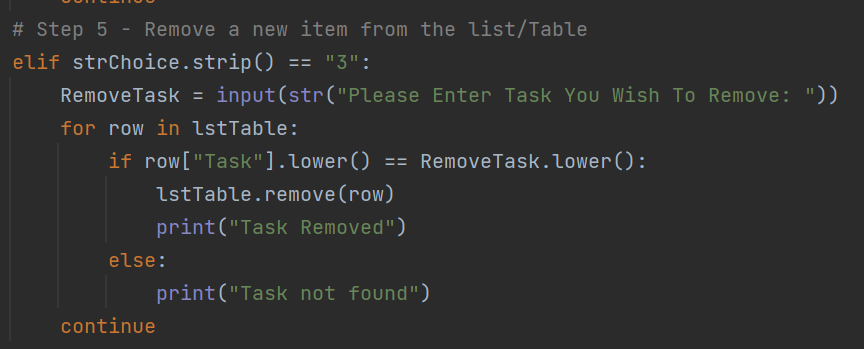 continue
# Step 5 - Remove a new item from the list/Table
elif strChoice.strip() == "3":
    RemoveTask = input(str("Please Enter Task You Wish To Remove: "))
    for row in lstTable:
        if row["Task"].lower() == RemoveTask.lower():
            lstTable.remove(row)
            print("Task Removed")
        else:
            print("Task not found")
    continue